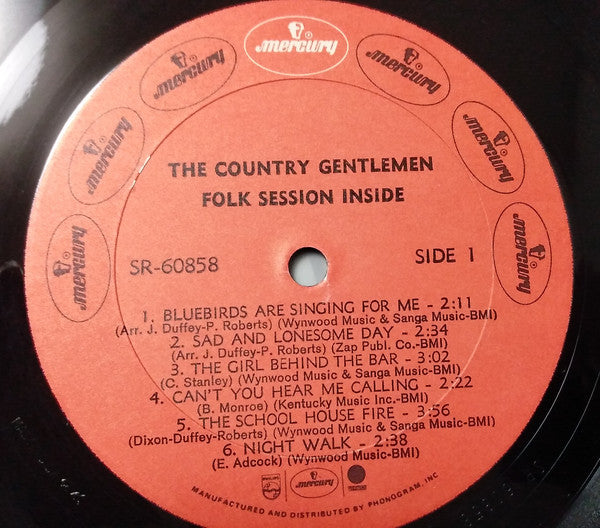 mercury
mercury
mercury
mercury
mercury
mercury
mercury
THE COUNTRY GENTLEMEN
FOLK SESSION INSIDE
SR-60858
SIDE 1
1. BLUEBIRDS ARE SINGING FOR ME - 2:11
(Arr. J. Duffey-P. Roberts) (Wynwood Music & Sanga Music-BMI)
2. SAD AND LONESOME DAY - 2:34
(Arr. J. Duffey-P. Roberts) (Zap Publ. Co.-BMI)
3. THE GIRL BEHIND THE BAR - 3:02
(C. Stanley) (Wynwood Music & Sanga Music-BMI)
4. CAN'T YOU HEAR ME CALLING - 2:22
(B. Monroe) (Kentucky Music Inc.-BMI)
5. THE SCHOOL HOUSE FIRE - 3:56
(Dixon-Duffey-Roberts) (Wynwood Music & Sanga Music-BMI)
6. NIGHT WALK - 2:38
(E. Adcock) (Wynwood Music-BMI)
PHILIPS
mercury
MANUFACTURED AND DISTRIBUTED BY PHONOGRAM, INC